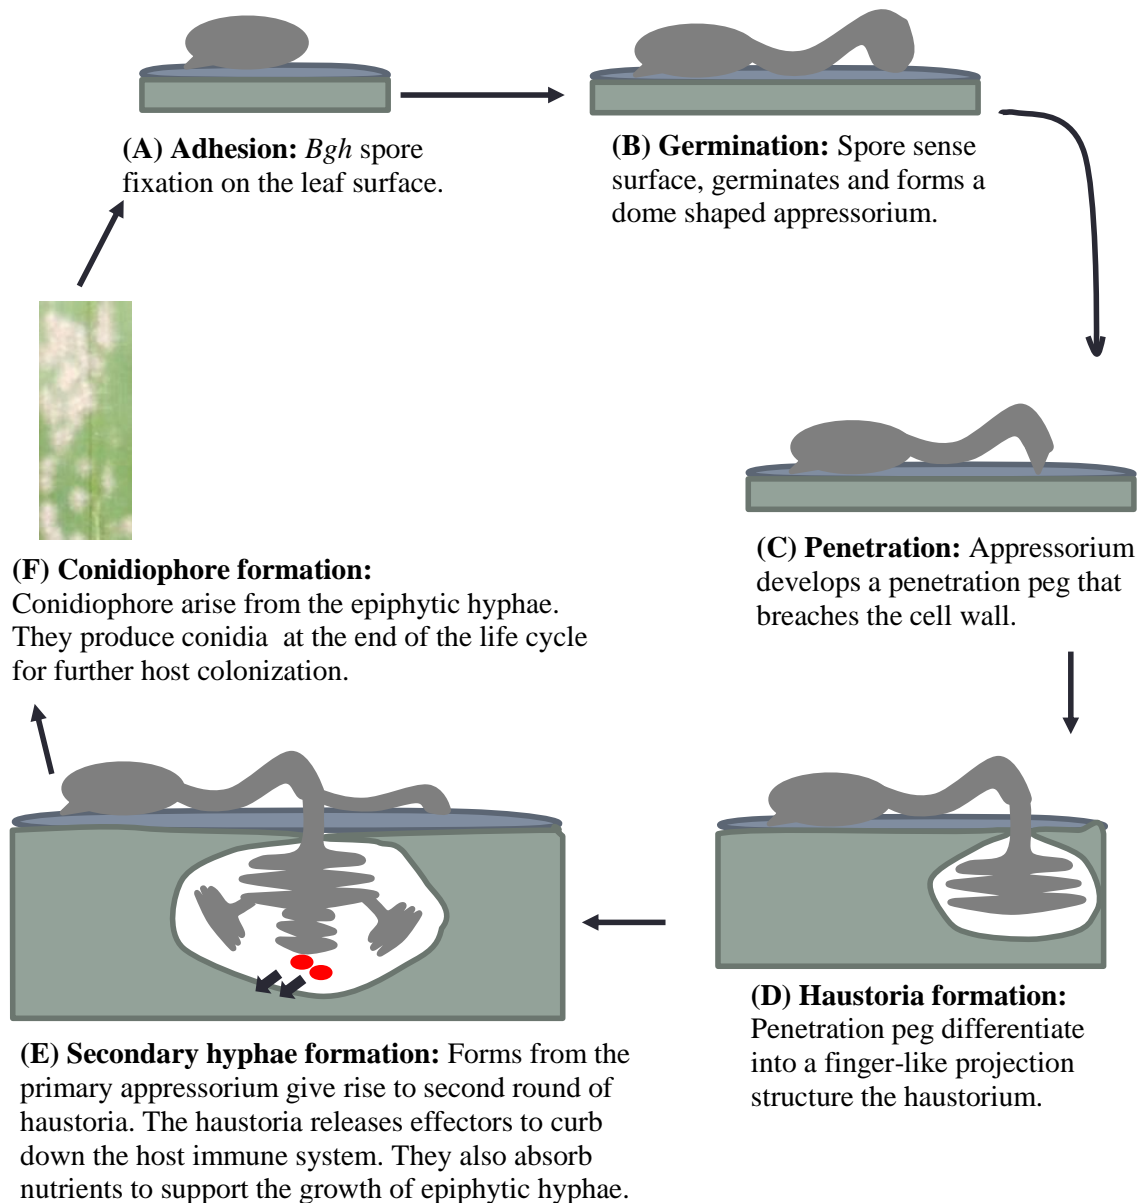 (A) Adhesion: Bgh spore
fixation on the leaf surface.
(B) Germination: Spore sense
surface, germinates and forms a
dome shaped appressorium.
(C) Penetration: Appressorium
develops a penetration peg that
breaches the cell wall.
(D) Haustoria formation:
Penetration peg differentiate
into a finger-like projection
structure the haustorium.
(E) Secondary hyphae formation: Forms from the
primary appressorium give rise to second round of
haustoria. The haustoria releases effectors to curb
down the host immune system. They also absorb
nutrients to support the growth of epiphytic hyphae.
(F) Conidiophore formation:
Conidiophore arise from the epiphytic hyphae.
They produce conidia at the end of the life cycle
for further host colonization.